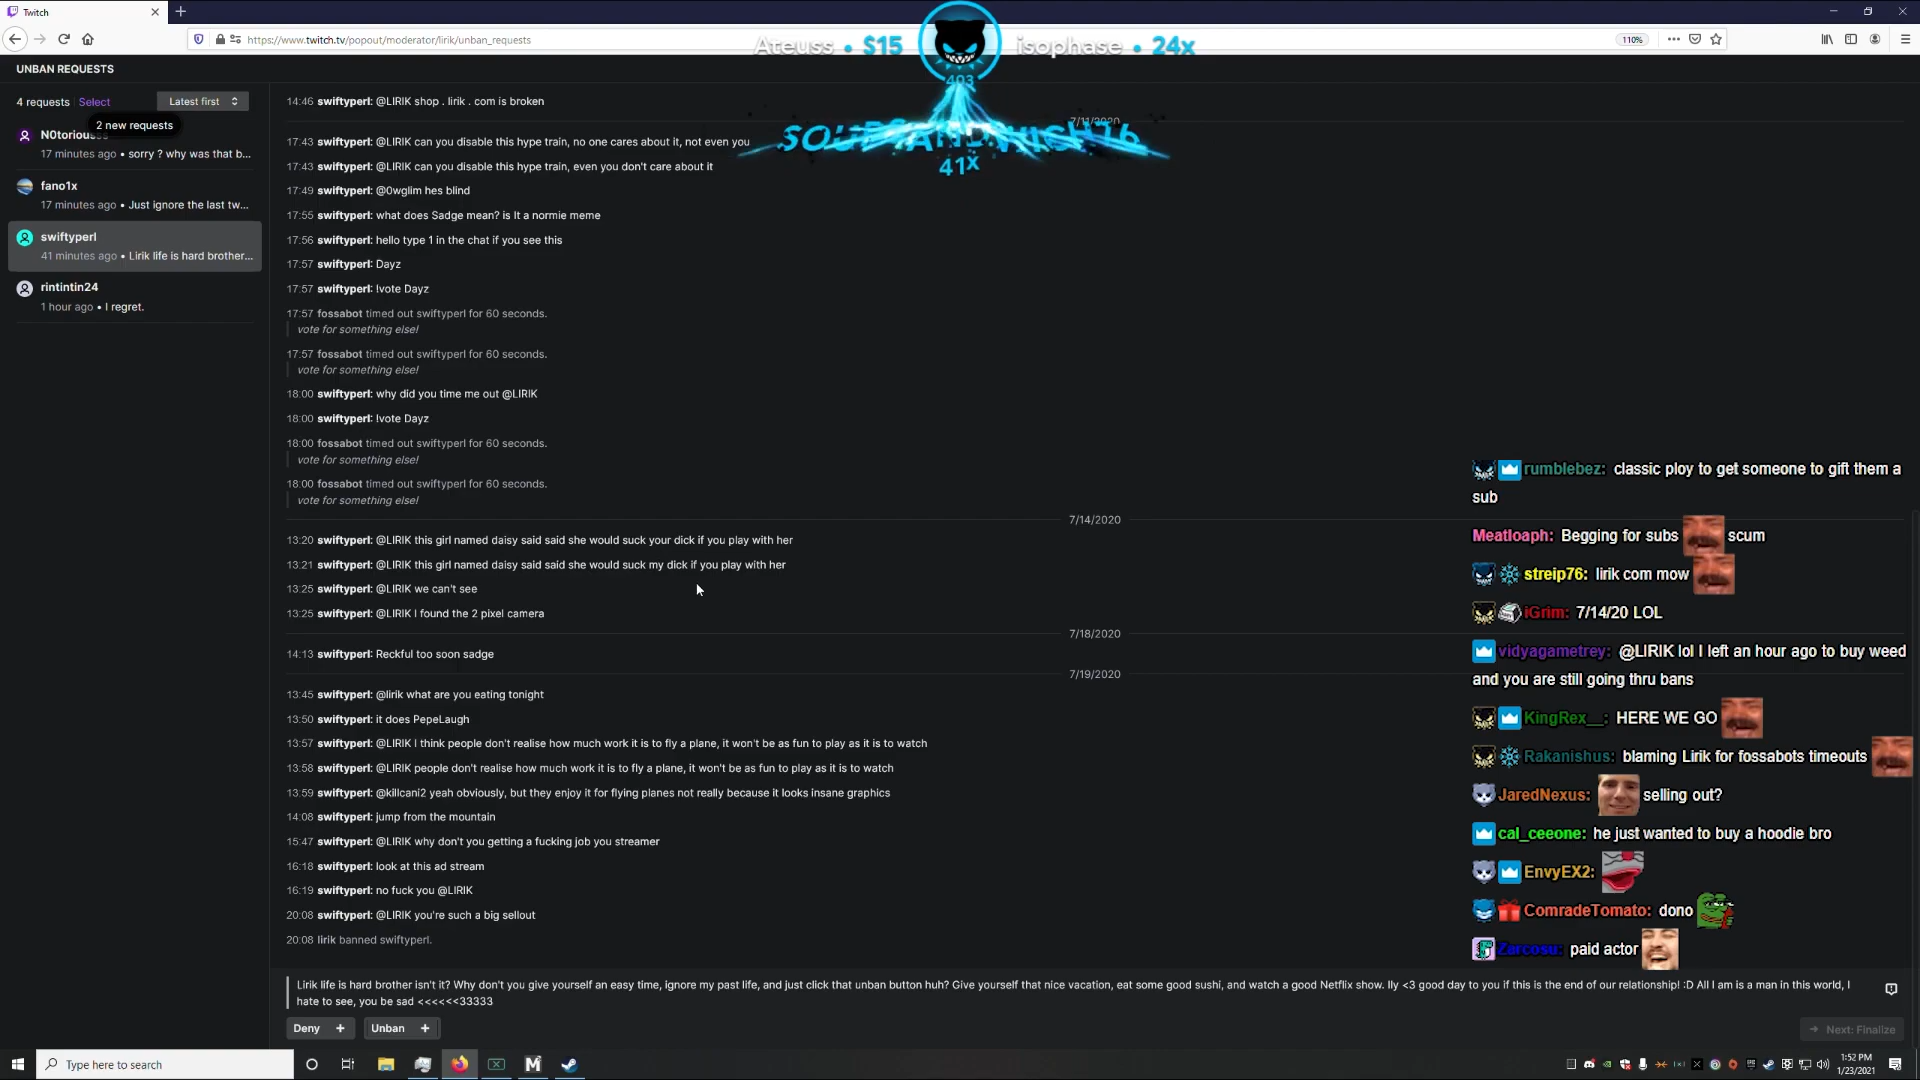 Twitch
https://www.twitch.tv/popout/moderator/lirik/unban_requests
110%
Ateuss • $15
isophase • 24x
403
41x
UNBAN REQUESTS
4 requests Select
Latest first
2 new requests
17 minutes ago • sorry ? why was that b...
fano1x
17 minutes ago • Just ignore the last tw...
swiftyperl
41 minutes ago • Lirik life is hard brother...
rintintin24
1 hour ago • I regret.
14:46 swiftyperl: @LIRIK shop . lirik . com is broken
7/11/2020
17:43 swiftyperl: @LIRIK can you disable this hype train, no one cares about it, not even you
17:43 swiftyperl: @LIRIK can you disable this hype train, even you don't care about it
17:49 swiftyperl: @0wglim hes blind
17:55 swiftyperl: what does Sadge mean? is It a normie meme
17:56 swiftyperl: hello type 1 in the chat if you see this
17:57 swiftyperl: Dayz
17:57 swiftyperl: !vote Dayz
17:57 fossabot timed out swiftyperl for 60 seconds.
vote for something else!
17:57 fossabot timed out swiftyperl for 60 seconds.
vote for something else!
18:00 swiftyperl: why did you time me out @LIRIK
18:00 swiftyperl: !vote Dayz
18:00 fossabot timed out swiftyperl for 60 seconds.
vote for something else!
18:00 fossabot timed out swiftyperl for 60 seconds.
vote for something else!
7/14/2020
13:20 swiftyperl: @LIRIK this girl named daisy said said she would suck your dick if you play with her
13:21 swiftyperl: @LIRIK this girl named daisy said said she would suck my dick if you play with her
13:25 swiftyperl: @LIRIK we can't see
13:25 swiftyperl: @LIRIK I found the 2 pixel camera
7/18/2020
14:13 swiftyperl: Reckful too soon sadge
7/19/2020
13:45 swiftyperl: @lirik what are you eating tonight
13:50 swiftyperl: it does PepeLaugh
13:57 swiftyperl: @LIRIK I think people don't realise how much work it is to fly a plane, it won't be as fun to play as it is to watch
13:58 swiftyperl: @LIRIK people don't realise how much work it is to fly a plane, it won't be as fun to play as it is to watch
13:59 swiftyperl: @killcani2 yeah obviously, but they enjoy it for flying planes not really because it looks insane graphics
14:08 swiftyperl: jump from the mountain
15:47 swiftyperl: @LIRIK why don't you getting a fucking job you streamer
16:18 swiftyperl: look at this ad stream
16:19 swiftyperl: no fuck you @LIRIK
20:08 swiftyperl: @LIRIK you're such a big sellout
20:08 lirik banned swiftyperl.
Lirik life is hard brother isn't it? Why don't you give yourself an easy time, ignore my past life, and just click that unban button huh? Give yourself that nice vacation, eat some good sushi, and watch a good Netflix show. Ily <3 good day to you if this is the end of our relationship! :D All I am is a man in this world, I
hate to see, you be sad <<<<<<33333
Deny +
Unban +
Next: Finalize
rumblebez: classic ploy to get someone to gift them a
sub
Meatloaph: Begging for subs scum
streip76: lirik com mow
iGrim: 7/14/20 LOL
vidyagametrey: @LIRIK lol I left an hour ago to buy weed
and you are still going thru bans
KingRex__: HERE WE GO
Rakanishus: blaming Lirik for fossabots timeouts
JaredNexus: selling out?
cal_ceeone: he just wanted to buy a hoodie bro
EnvyEX2:
ComradeTomato: dono
Zarcosu: paid actor
Type here to search
1:52 PM
1/23/2021